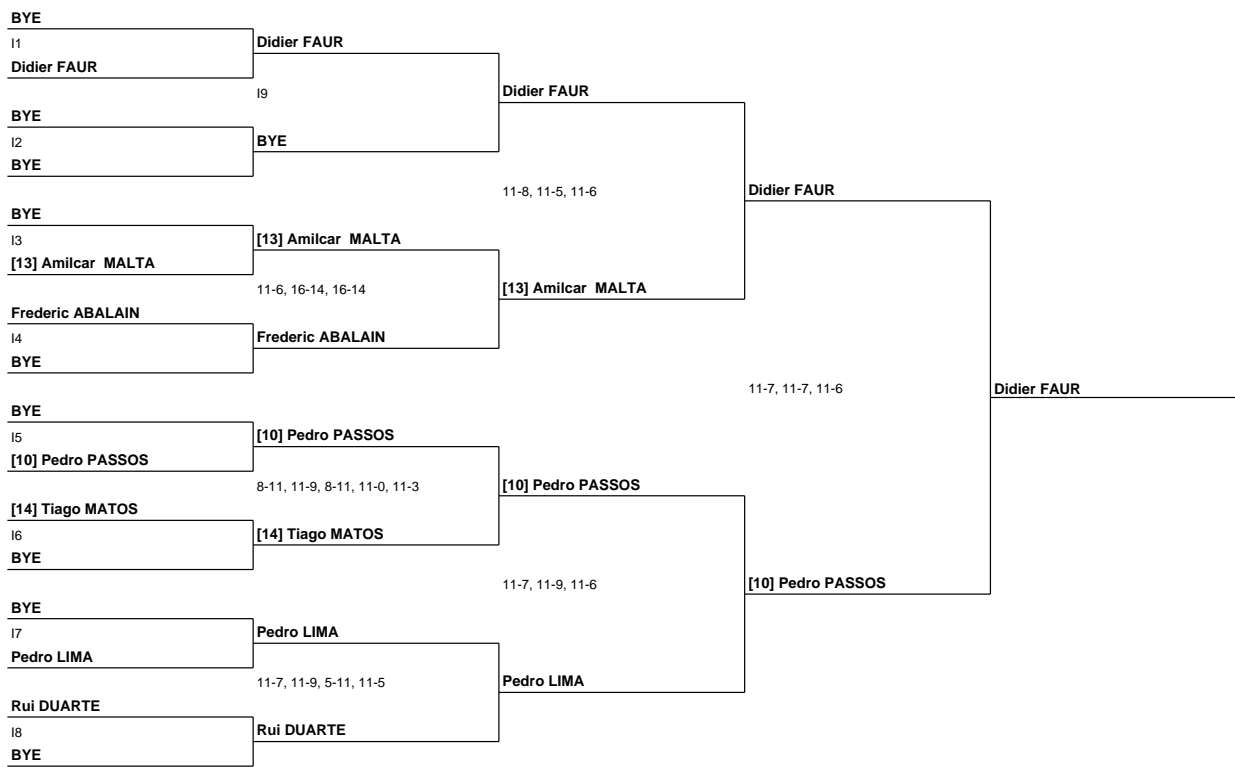 BYE
I1
Didier FAUR
Didier FAUR
I9
BYE
I2
BYE
BYE
Didier FAUR
11-8, 11-5, 11-6
BYE
I3
[13] Amilcar  MALTA
[13] Amilcar  MALTA
11-6, 16-14, 16-14
Frederic ABALAIN
I4
BYE
Frederic ABALAIN
[13] Amilcar  MALTA
Didier FAUR
11-7, 11-7, 11-6
BYE
I5
[10] Pedro PASSOS
[10] Pedro PASSOS
8-11, 11-9, 8-11, 11-0, 11-3
[14] Tiago MATOS
I6
BYE
[14] Tiago MATOS
[10] Pedro PASSOS
11-7, 11-9, 11-6
BYE
I7
Pedro LIMA
Pedro LIMA
11-7, 11-9, 5-11, 11-5
Rui DUARTE
I8
BYE
Rui DUARTE
Pedro LIMA
[10] Pedro PASSOS
Didier FAUR